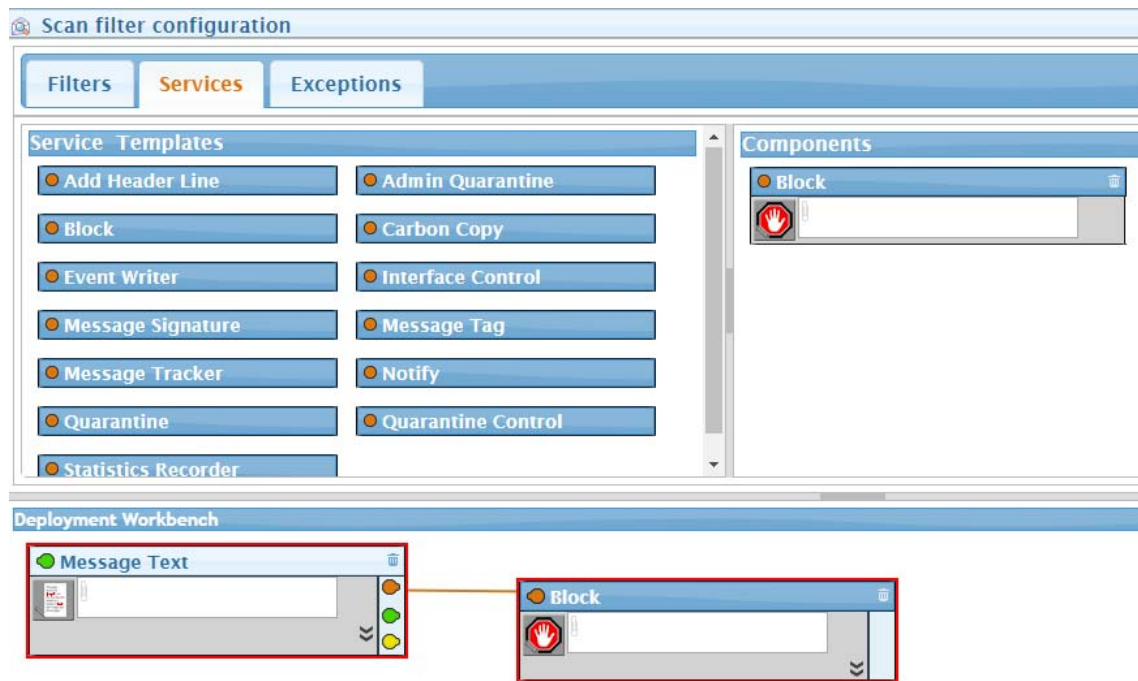 Scan filter configuration
Filters Services Exceptions
Service Templates
Add Header Line Admin Quarantine
Block Carbon Copy
Event Writer Interface Control
Message Signature Message Tag
Message Tracker Notify
Quarantine Quarantine Control
Statistics Recorder
Components
Block
Deployment Workbench
Message Text
Block